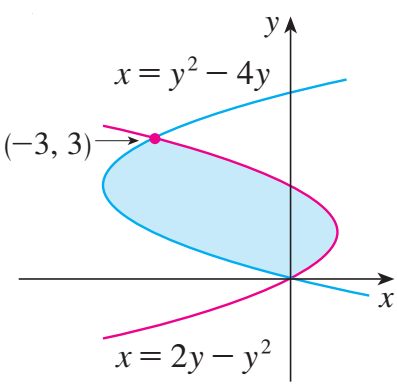 y
x = y² − 4y
(−3, 3)
x
x = 2y − y²